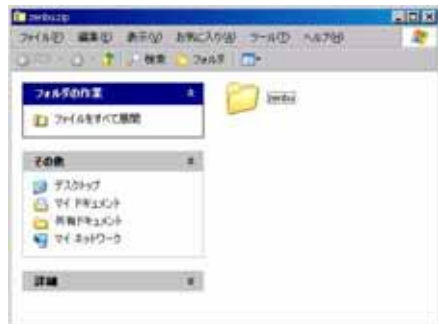 zenbu.zip
ファイル(F) 編集(E) 表示(V) お気に入り(A) ツール(T) ヘルプ(H)
検索 フォルダ
フォルダの作業
ファイルをすべて展開
zenbu
その他
デスクトップ
マイ ドキュメント
共有ドキュメント
マイ ネットワーク
詳細